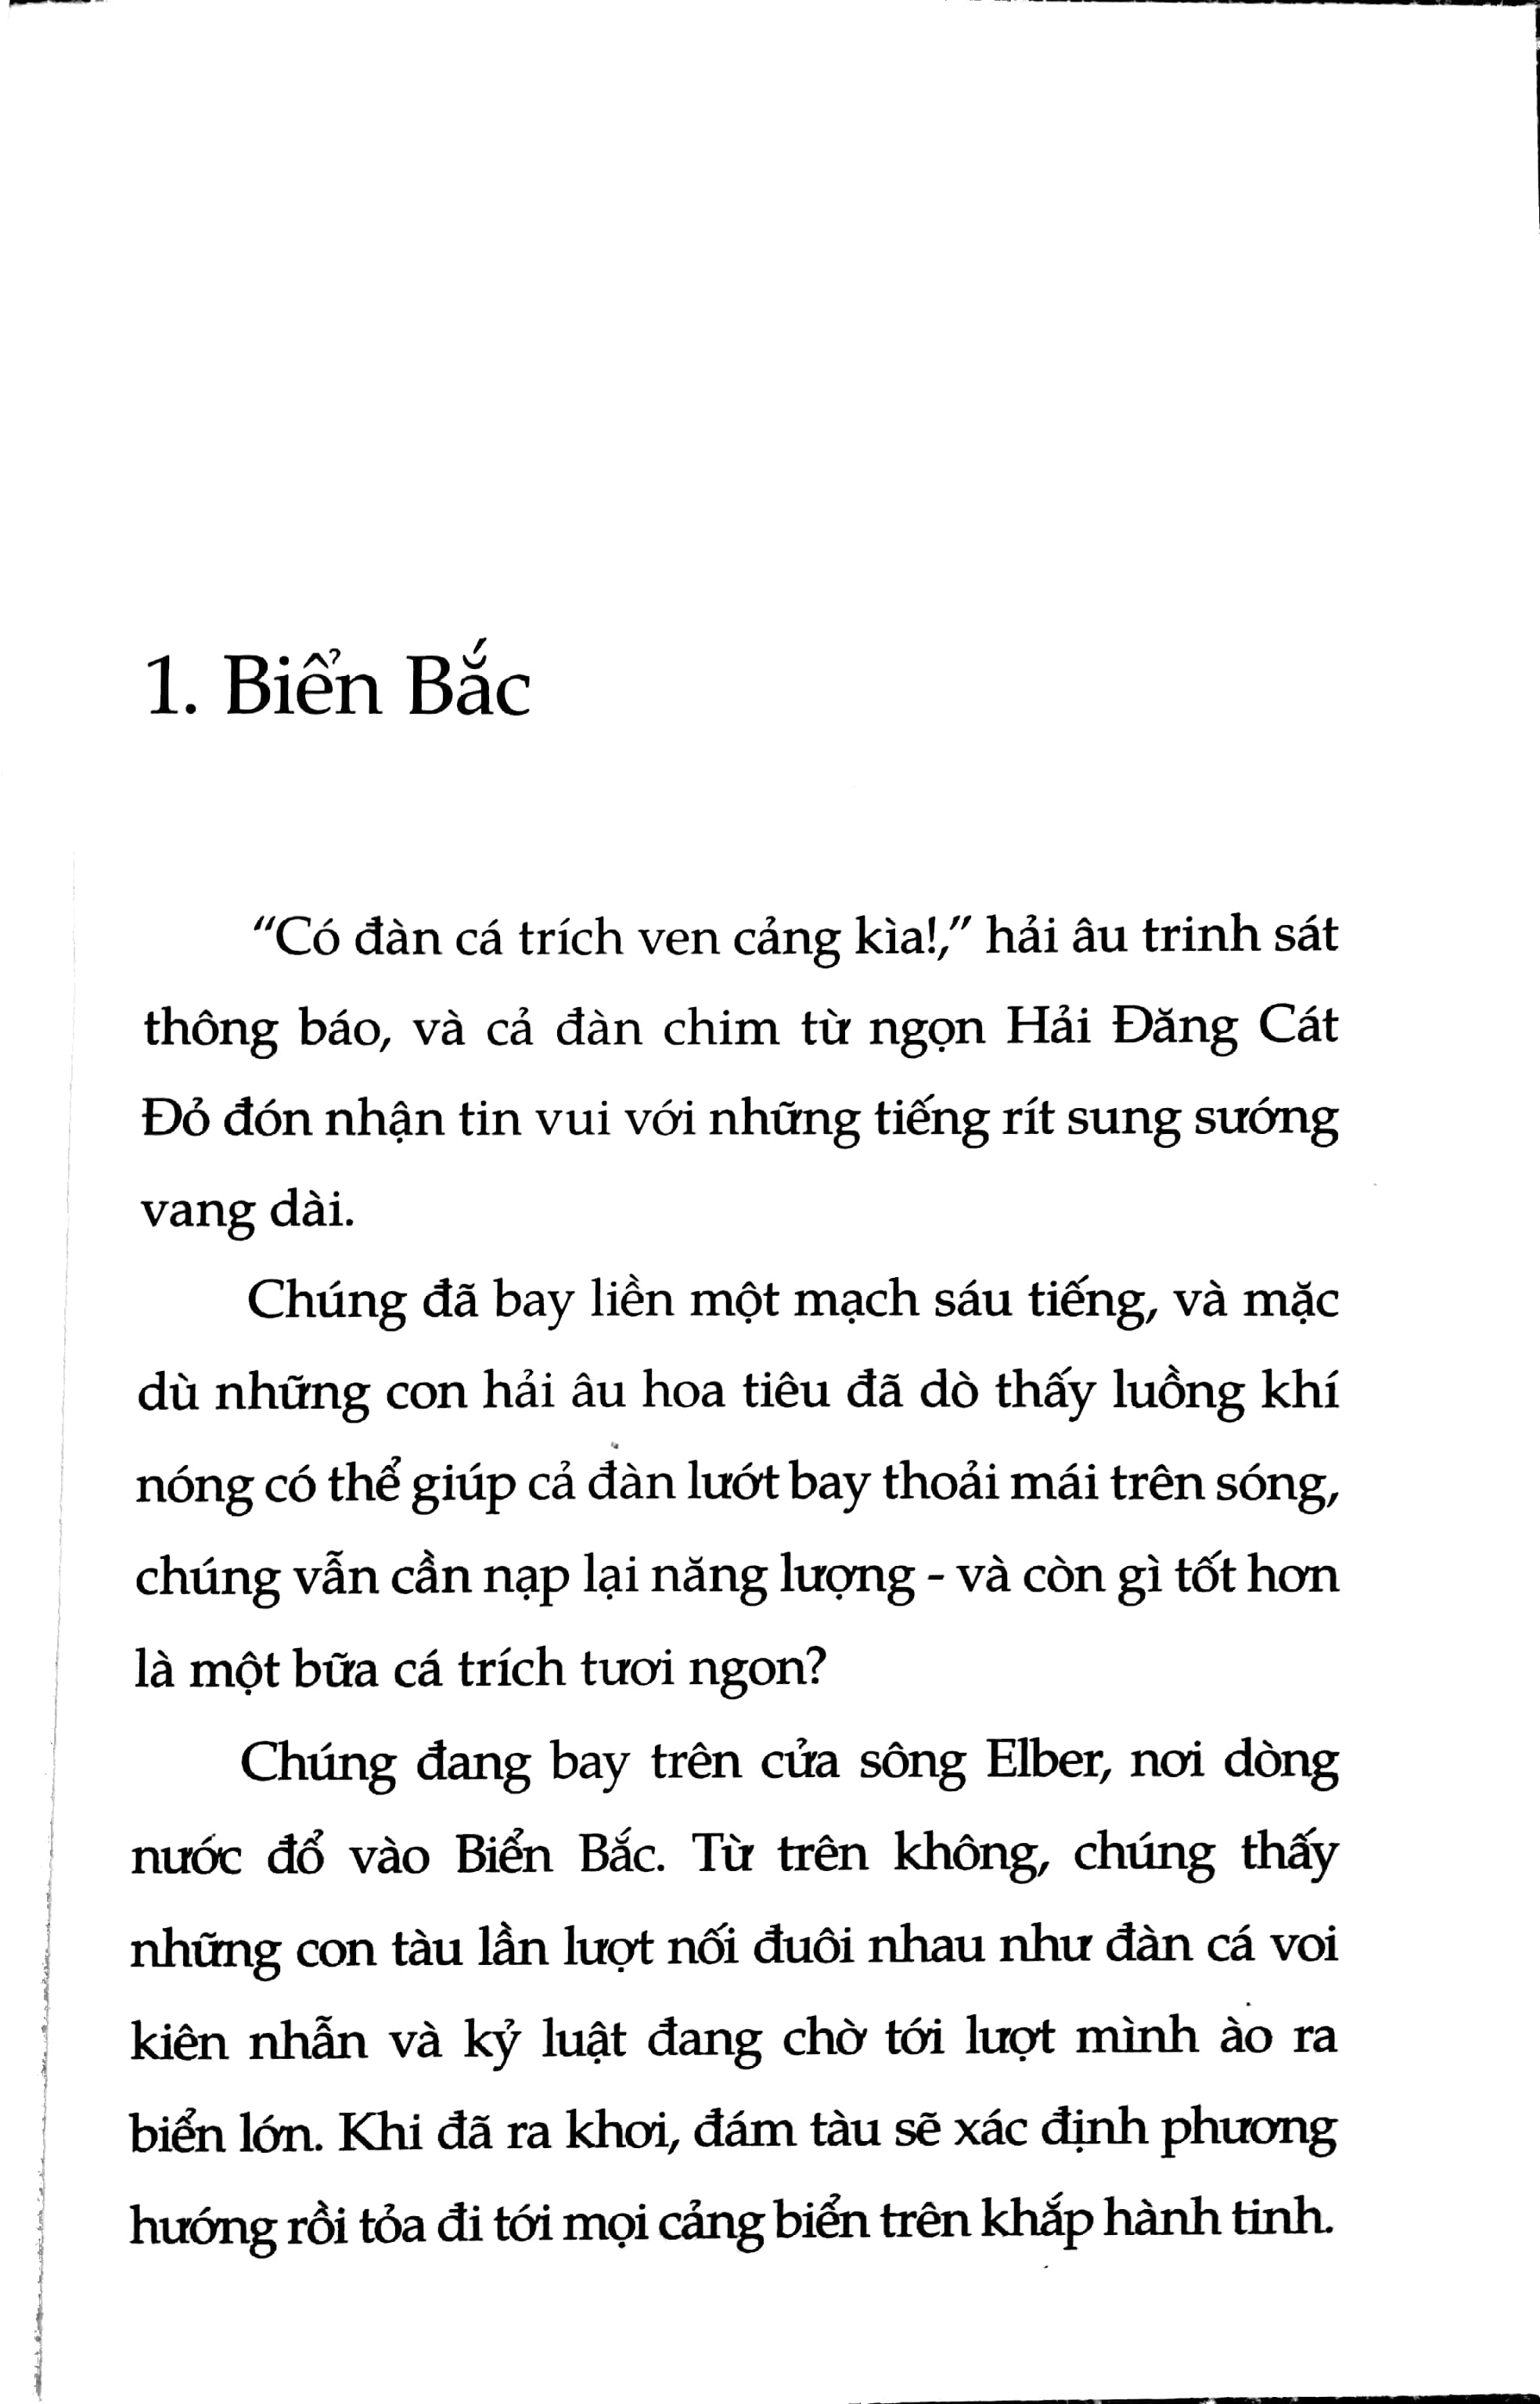 1. Biển Bắc
“Có đàn cá trích ven cảng kìa!,” hải âu trinh sát
thông báo, và cả đàn chim từ ngọn Hải Đăng Cát
Đỏ đón nhận tin vui với những tiếng rít sung sướng
vang dài.
Chúng đã bay liền một mạch sáu tiếng, và mặc
dù những con hải âu hoa tiêu đã dò thấy luồng khí
nóng có thể giúp cả đàn lướt bay thoải mái trên sóng,
chúng vẫn cần nạp lại năng lượng - và còn gì tốt hơn
là một bữa cá trích tươi ngon?
Chúng đang bay trên cửa sông Elber, nơi dòng
nước đổ vào Biển Bắc. Từ trên không, chúng thấy
những con tàu lần lượt nối đuôi nhau như đàn cá voi
kiên nhẫn và kỷ luật đang chờ tới lượt mình ào ra
biển lớn. Khi đã ra khơi, đám tàu sẽ xác định phương
hướng rồi tỏa đi tới mọi cảng biển trên khắp hành tinh.